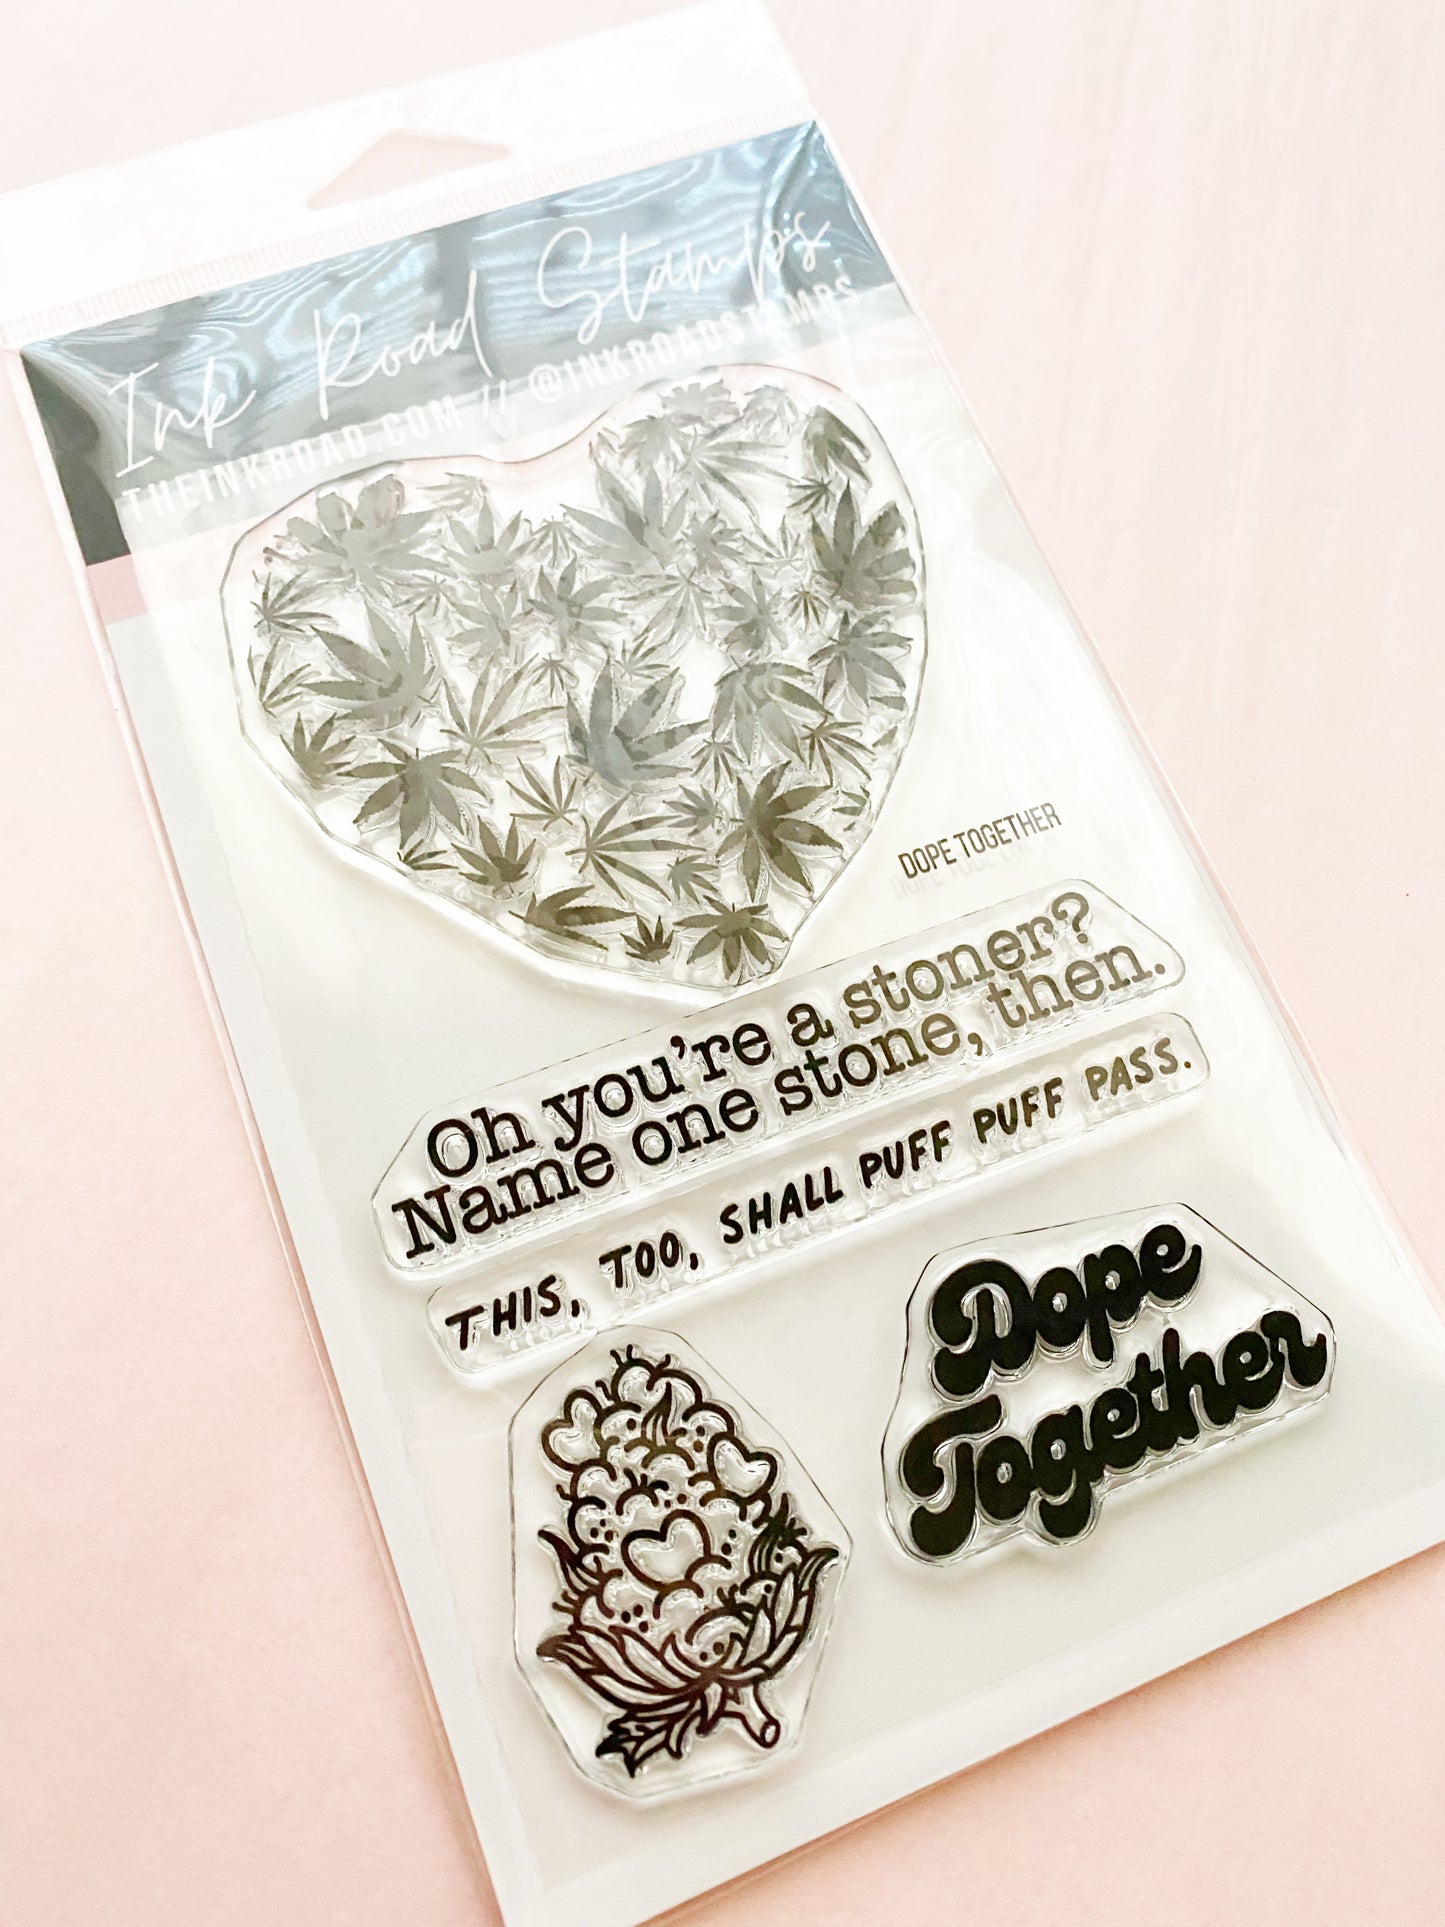 Ink Road Stamps
THEINKROAD.COM // @INKROADSTAMPS
DOPE TOGETHER
Oh you're a stoner?
Name one stone, then.
THIS, TOO, SHALL PUFF PUFF PASS.
Dope
Together